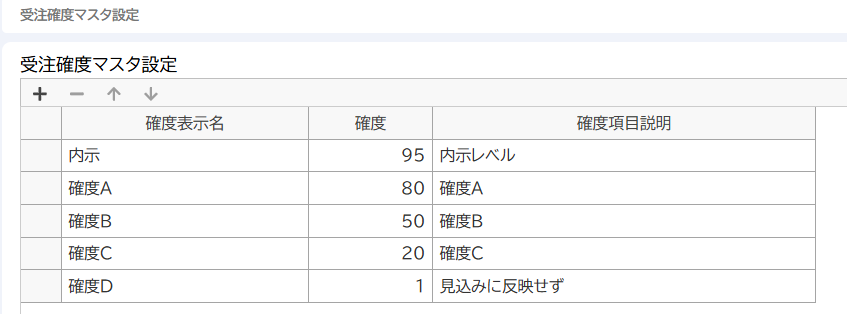 受注確度マスタ設定
受注確度マスタ設定
確度表示名 確度 確度項目説明
内示 95 内示レベル
確度A 80 確度A
確度B 50 確度B
確度C 20 確度C
確度D 1 見込みに反映せず